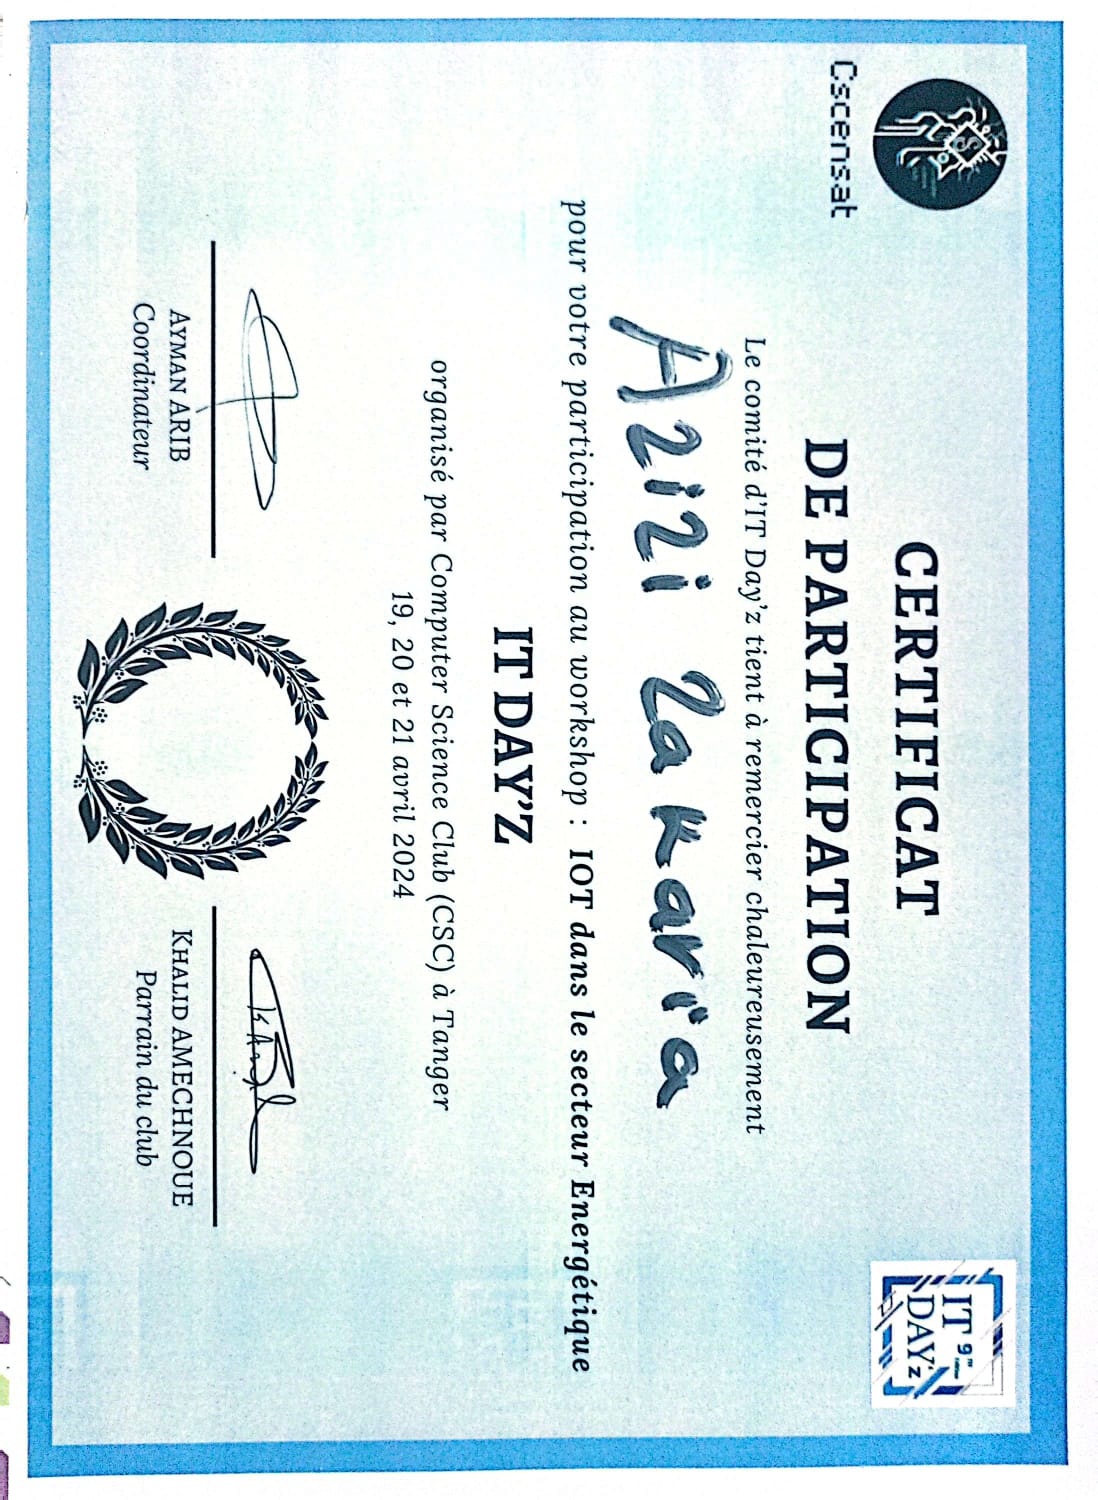 Cscensat
IT 9
DAY'z
CERTIFICAT
DE PARTICIPATION
Le comité d'IT Day'z tient à remercier chaleureusement
Azizi Zakaria
pour votre participation au workshop : IOT dans le secteur Energétique
IT DAY'Z
organisé par Computer Science Club (CSC) à Tanger
19, 20 et 21 avril 2024
AYMAN ARIB
Coordinateur
KHALID AMECHNOUE
Parrain du club